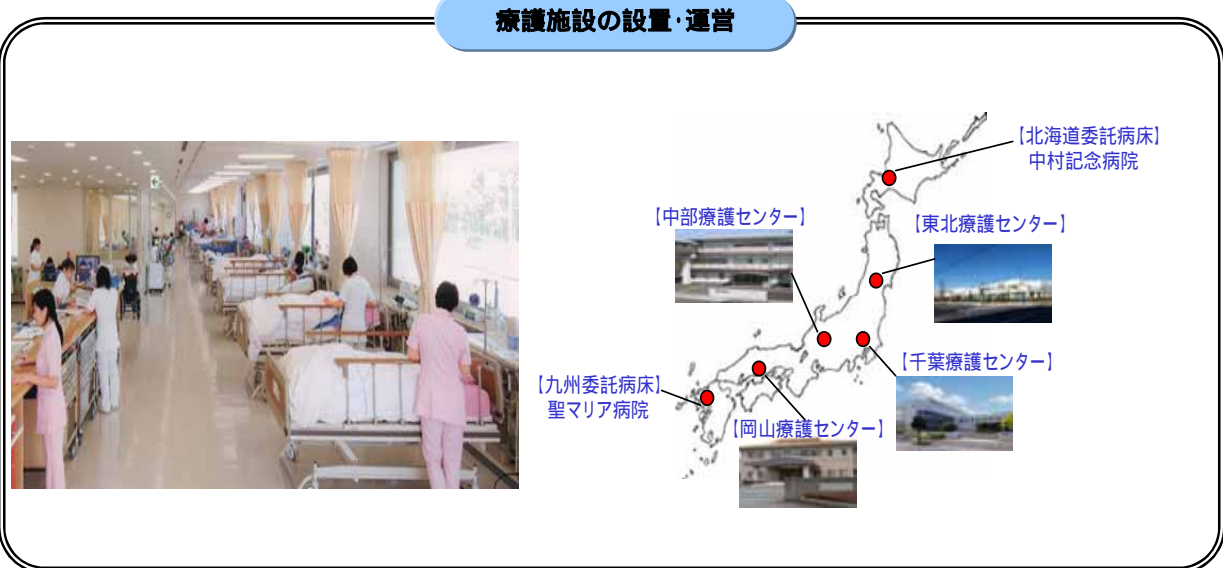 療護施設の設置・運営
【北海道委託病床】
中村記念病院
【中部療護センター】
【東北療護センター】
【千葉療護センター】
【九州委託病床】
聖マリア病院
【岡山療護センター】